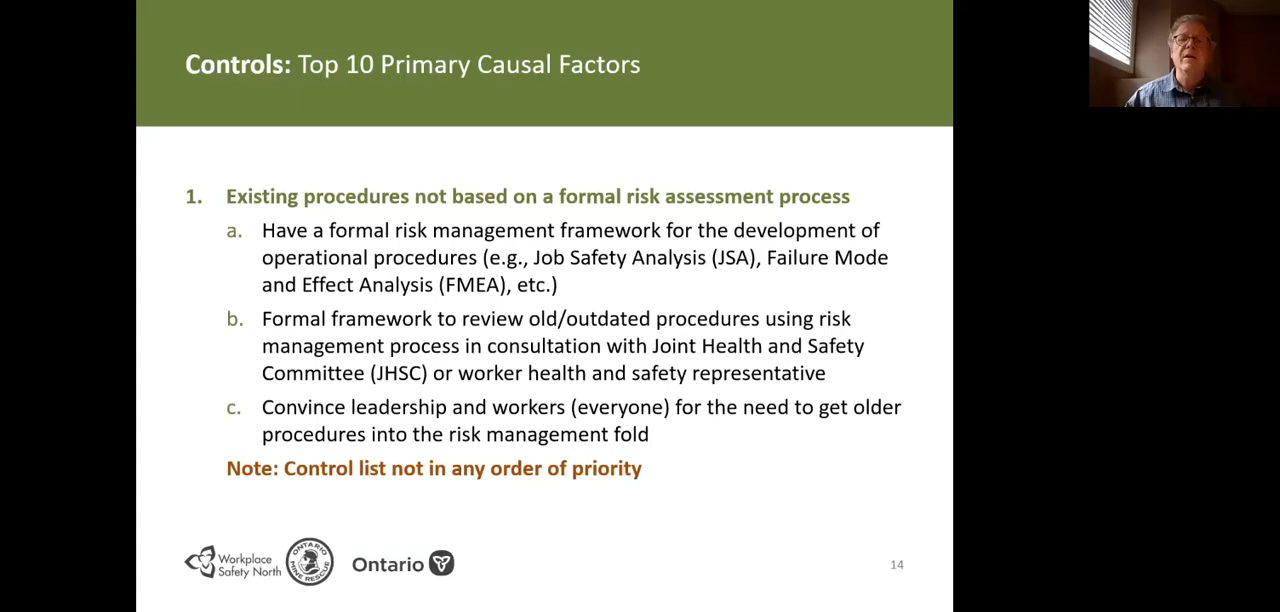 Controls: Top 10 Primary Causal Factors
1. Existing procedures not based on a formal risk assessment process
a. Have a formal risk management framework for the development of
operational procedures (e.g., Job Safety Analysis (JSA), Failure Mode
and Effect Analysis (FMEA), etc.)
b. Formal framework to review old/outdated procedures using risk
management process in consultation with Joint Health and Safety
Committee (JHSC) or worker health and safety representative
c. Convince leadership and workers (everyone) for the need to get older
procedures into the risk management fold
Note: Control list not in any order of priority
Workplace
Safety North
ONTARIO
MINE RESCUE
Ontario
14